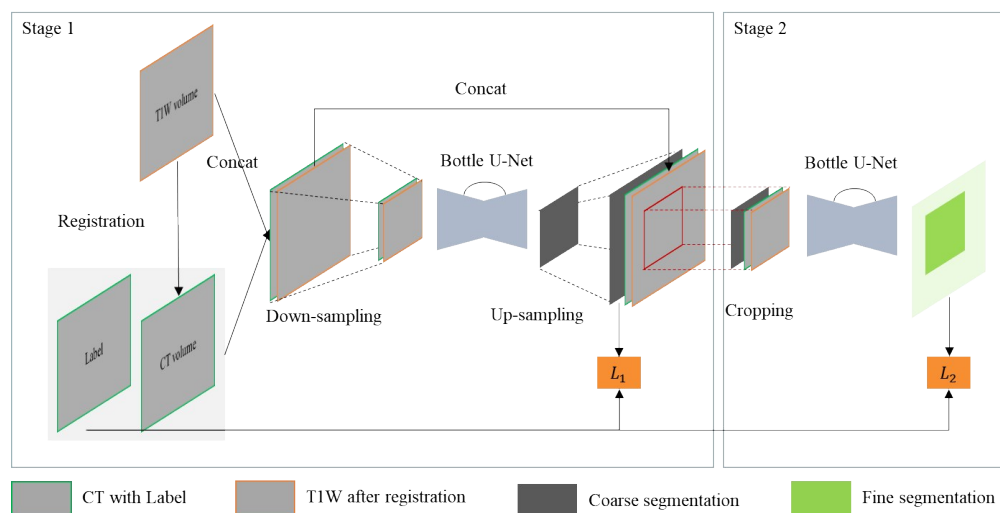 Stage 1
Stage 2
T1W volume
Concat
Concat
Bottle U-Net
Bottle U-Net
Registration
Down-sampling
Up-sampling
Cropping
Label
CT volume
L₁
L₂
CT with Label
T1W after registration
Coarse segmentation
Fine segmentation